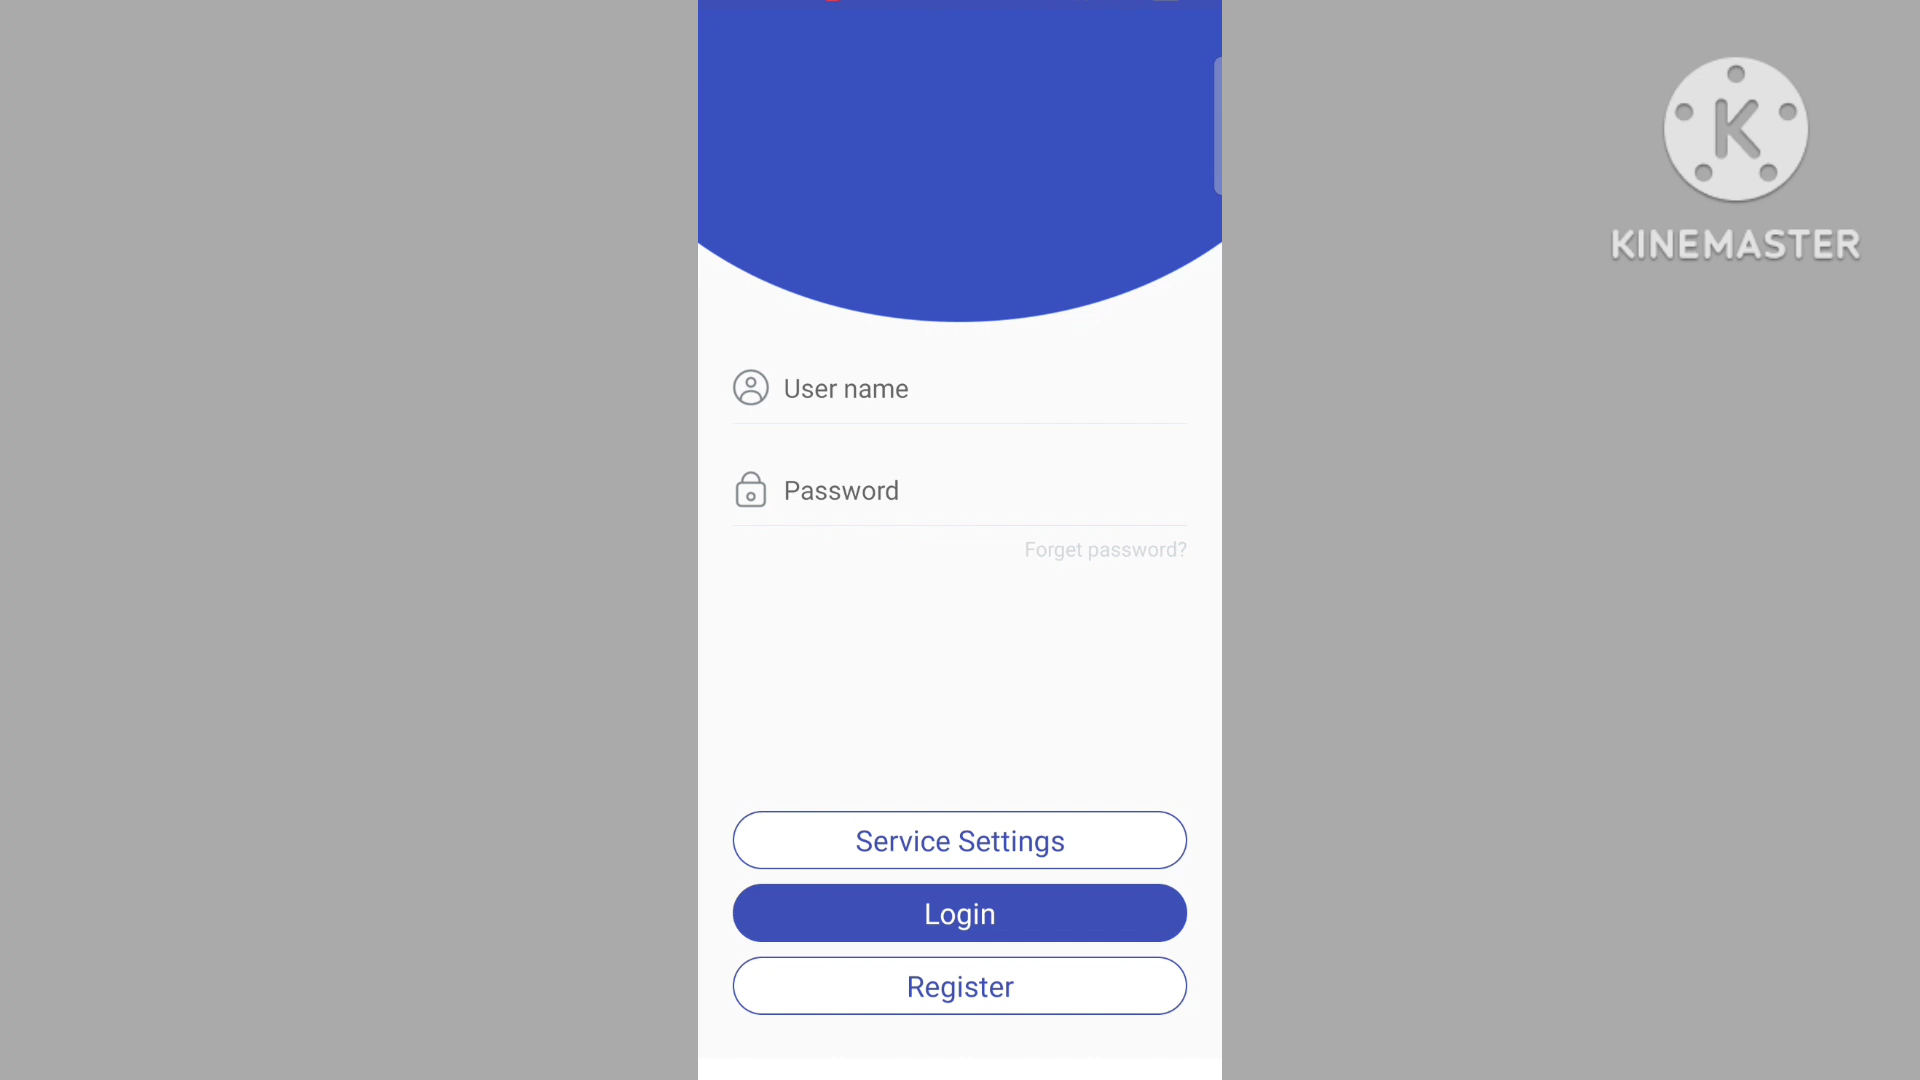 K
KINEMASTER
User name
Password
Forget password?
Service Settings
Login
Register